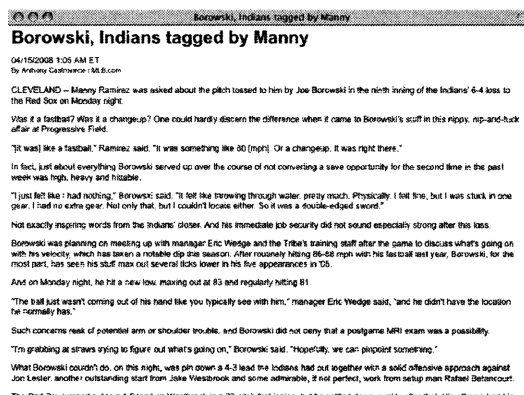 Borowski, Indians tagged by Manny
Borowski, Indians tagged by Manny
04/15/2008 1:05 AM ET
By Anthony Castrovince / MLB.com
CLEVELAND -- Manny Ramirez was asked about the pitch tossed to him by Joe Borowski in the ninth inning of the Indians' 6-4 loss to
the Red Sox on Monday night.
Was it a fastball? Was it a changeup? One could hardly discern the difference when it came to Borowski's stuff in this nippy, nip-and-tuck
affair at Progressive Field.
"[It was] like a fastball," Ramirez said. "It was something like 80 [mph]. Or a changeup. It was right there."
In fact, just about everything Borowski served up over the course of not converting a save opportunity for the second time in the past
week was high, heavy and hittable.
"I just felt like I had nothing," Borowski said. "It felt like throwing through water, pretty much. Physically, I felt fine, but I was stuck in one
gear. I had no extra gear. Not only that, but I couldn't locate either. So it was a double-edged sword."
Not exactly inspiring words from the Indians' closer. And his immediate job security did not sound especially strong after this loss.
Borowski was planning on meeting up with manager Eric Wedge and the Tribe's training staff after the game to discuss what's going on
with his velocity, which has taken a notable dip this season. After routinely hitting 86-88 mph with his fastball last year, Borowski, for the
most part, has seen his stuff max out several ticks lower in his five appearances in '08.
And on Monday night, he hit a new low, maxing out at 83 and regularly hitting 81.
"The ball just wasn't coming out of his hand like you typically see with him," manager Eric Wedge said, "and he didn't have the location
he normally has."
Such concerns reek of potential arm or shoulder trouble, and Borowski did not deny that a postgame MRI exam was a possibility.
"I'm grabbing at straws trying to figure out what's going on," Borowski said. "Hopefully, we can pinpoint something."
What Borowski couldn't do, on this night, was pin down a 4-3 lead the Indians had put together with a solid offensive approach against
Jon Lester, another outstanding start from Jake Westbrook and some admirable, if not perfect, work from setup man Rafael Betancourt.